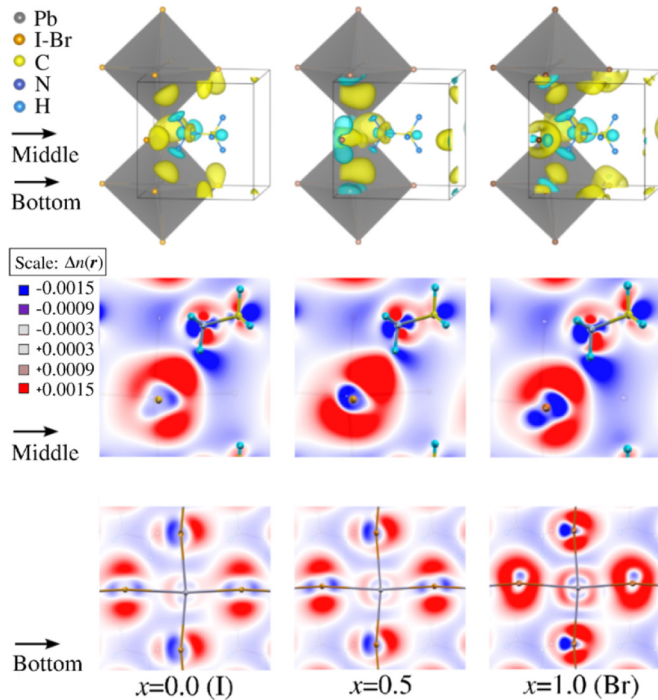 Pb
I-Br
C
N
H
Middle
Bottom
Scale: Δn(r)
-0.0015
-0.0009
-0.0003
+0.0003
+0.0009
+0.0015
Middle
Bottom
x=0.0 (I)
x=0.5
x=1.0 (Br)